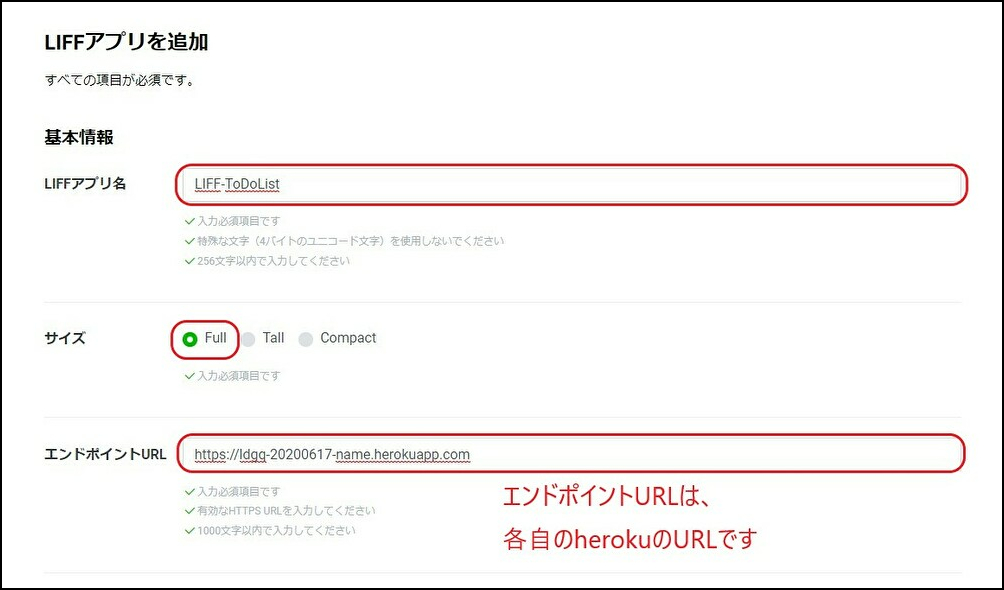 LIFFアプリを追加
すべての項目が必須です。
基本情報
LIFFアプリ名
LIFF-ToDoList
入力必須項目です
特殊な文字（4バイトのユニコード文字）を使用しないでください
256文字以内で入力してください
サイズ
Full Tall Compact
入力必須項目です
エンドポイントURL
https://ldgq-20200617-name.herokuapp.com
入力必須項目です
有効なHTTPS URLを入力してください
1000文字以内で入力してください
エンドポイントURLは、
各自のherokuのURLです